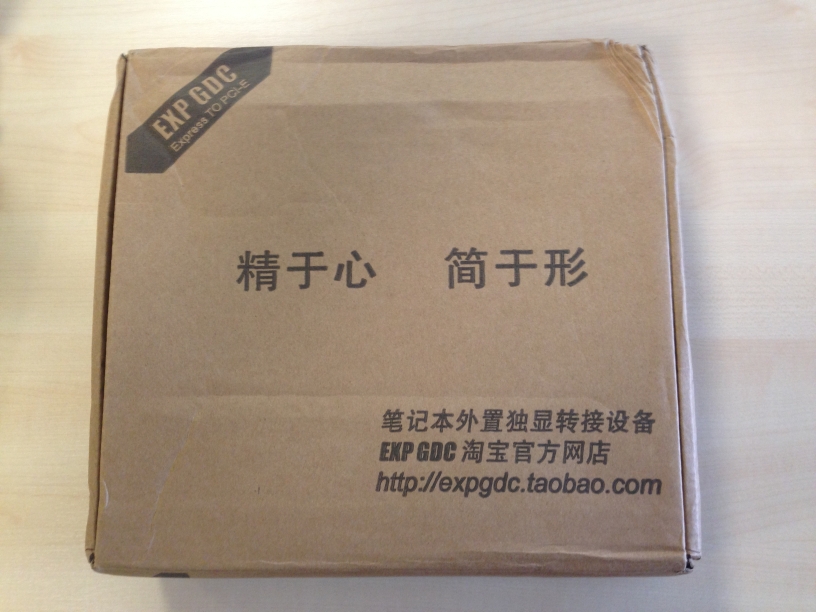 EXP GDC
Express TO PCI-E
精于心 简于形
笔记本外置独显转接设备
EXP GDC 淘宝官方网店
http://expgdc.taobao.com